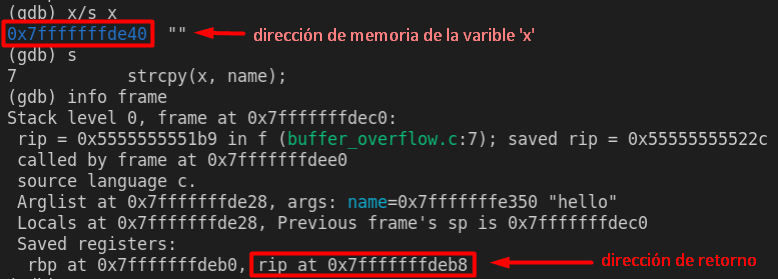 (gdb) x/s x
0x7fffffffde40 "" dirección de memoria de la varible 'x'
(gdb) s
7 strcpy(x, name);
(gdb) info frame
Stack level 0, frame at 0x7fffffffdec0:
rip = 0x5555555551b9 in f (buffer_overflow.c:7); saved rip = 0x55555555522c
called by frame at 0x7fffffffdee0
source language c.
Arglist at 0x7fffffffde28, args: name=0x7fffffffe350 "hello"
Locals at 0x7fffffffde28, Previous frame's sp is 0x7fffffffdec0
Saved registers:
rbp at 0x7fffffffdeb0, rip at 0x7fffffffdeb8 dirección de retorno